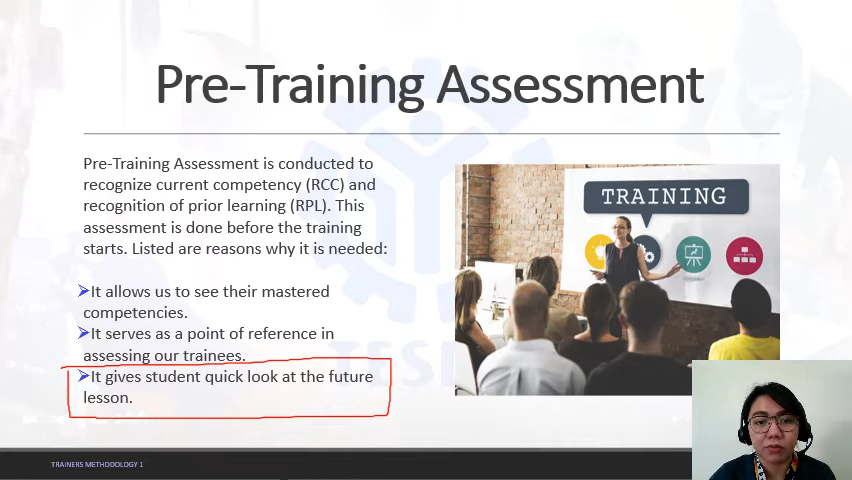 Pre-Training Assessment
Pre-Training Assessment is conducted to
recognize current competency (RCC) and
recognition of prior learning (RPL). This
assessment is done before the training
starts. Listed are reasons why it is needed:
It allows us to see their mastered
competencies.
It serves as a point of reference in
assessing our trainees.
It gives student quick look at the future
lesson.
TRAINING
TESD
TRAINERS METHODOLOGY 1